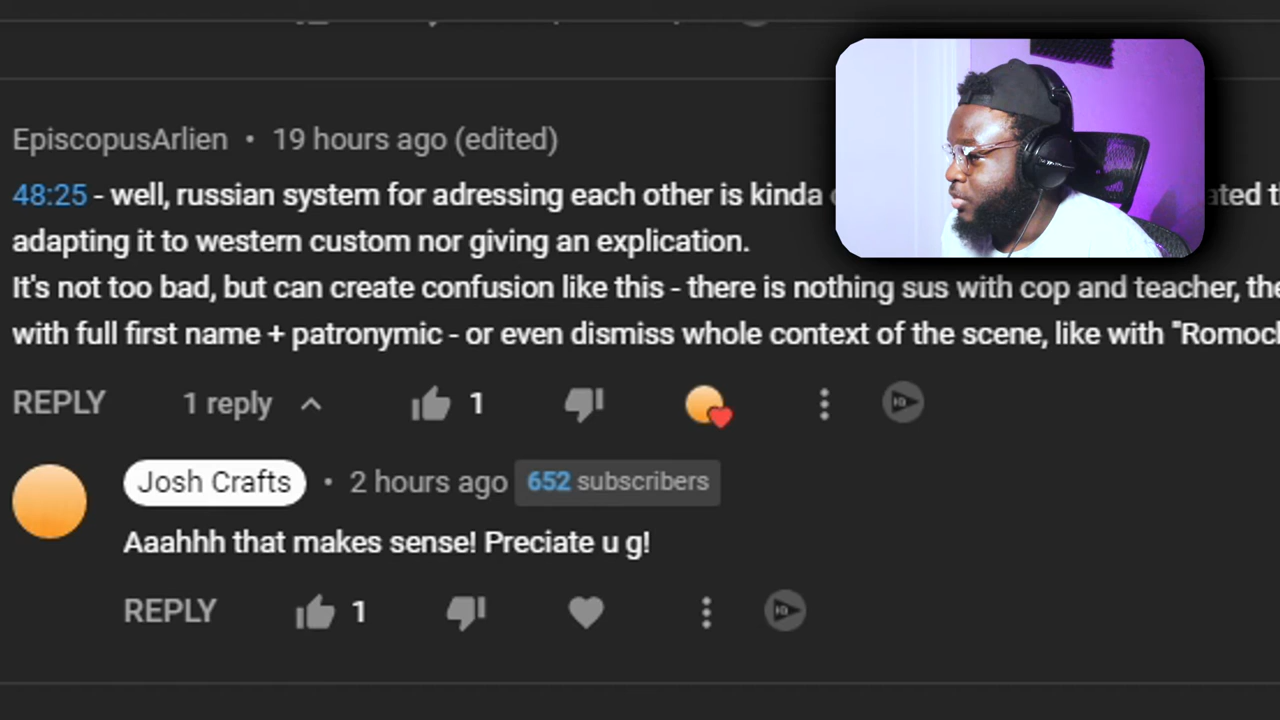 EpiscopusArlien • 19 hours ago (edited)
48:25 - well, russian system for adressing each other is kinda
adapting it to western custom nor giving an explication.
It's not too bad, but can create confusion like this - there is nothing sus with cop and teacher,
with full first name + patronymic - or even dismiss whole context of the scene, like with
REPLY 1 reply 1
Josh Crafts • 2 hours ago 652 subscribers
Aaahhh that makes sense! Preciate u g!
REPLY 1